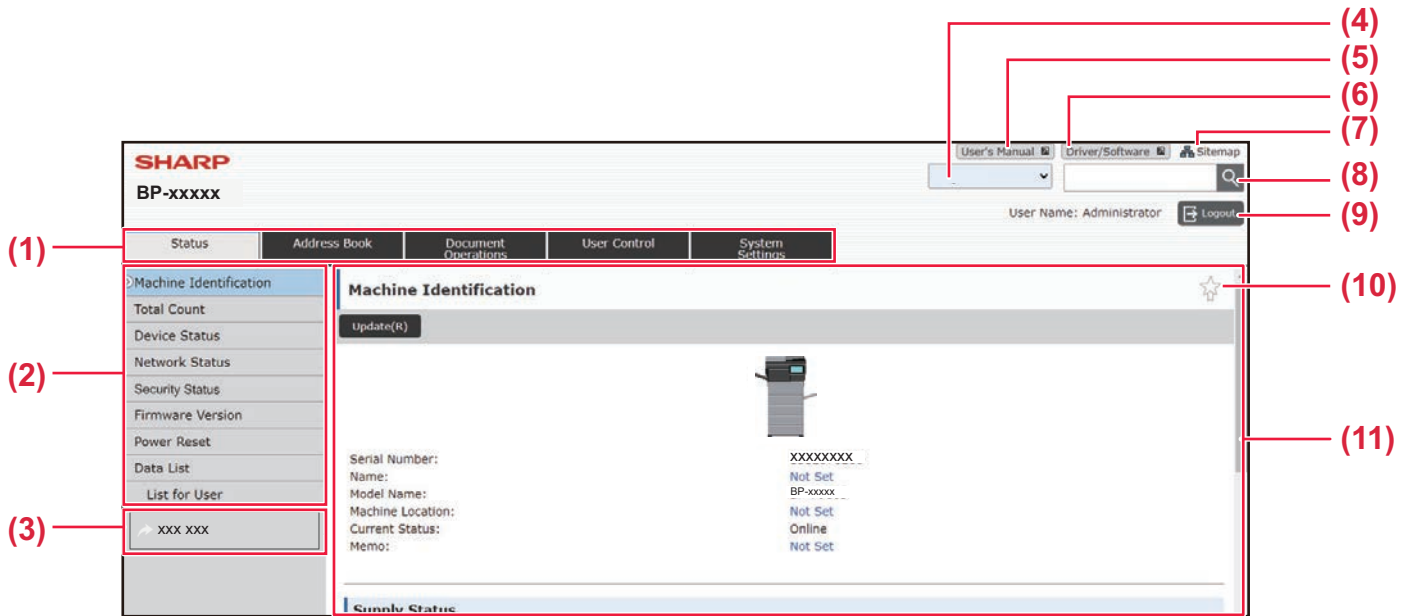 (4)
(5)
(6)
(7)
User's Manual Driver/Software Sitemap
SHARP
(8)
BP-xxxxx
User Name: Administrator Logout
(9)
(1)
Status Address Book Document Operations User Control System Settings
Machine Identification
Machine Identification
(10)
Total Count
Update(R)
Device Status
Network Status
(2)
Security Status
Firmware Version
Power Reset
(11)
Data List
Serial Number: XXXXXXXX
Name: Not Set
List for User
Model Name: BP-xxxxx
Machine Location: Not Set
(3)
xxx xxx
Current Status: Online
Memo: Not Set
Supply Status